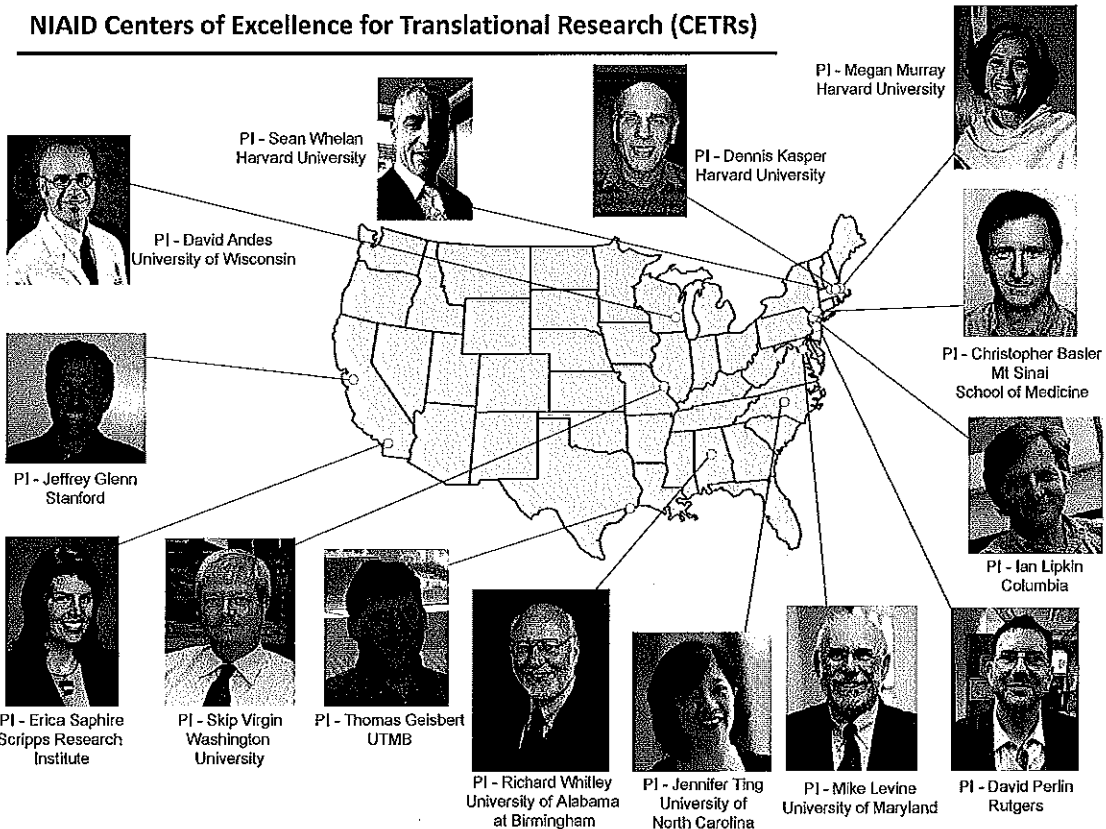 NIAID Centers of Excellence for Translational Research (CETRs)
PI - Megan Murray
Harvard University
PI - Sean Whelan
Harvard University
PI - Dennis Kasper
Harvard University
PI - David Andes
University of Wisconsin
PI - Christopher Basler
Mt Sinai
School of Medicine
PI - Jeffrey Glenn
Stanford
PI - Ian Lipkin
Columbia
PI - Erica Saphire
Scripps Research
Institute
PI - Skip Virgin
Washington
University
PI - Thomas Geisbert
UTMB
PI - Richard Whitley
University of Alabama
at Birmingham
PI - Jennifer Ting
University of
North Carolina
PI - Mike Levine
University of Maryland
PI - David Perlin
Rutgers